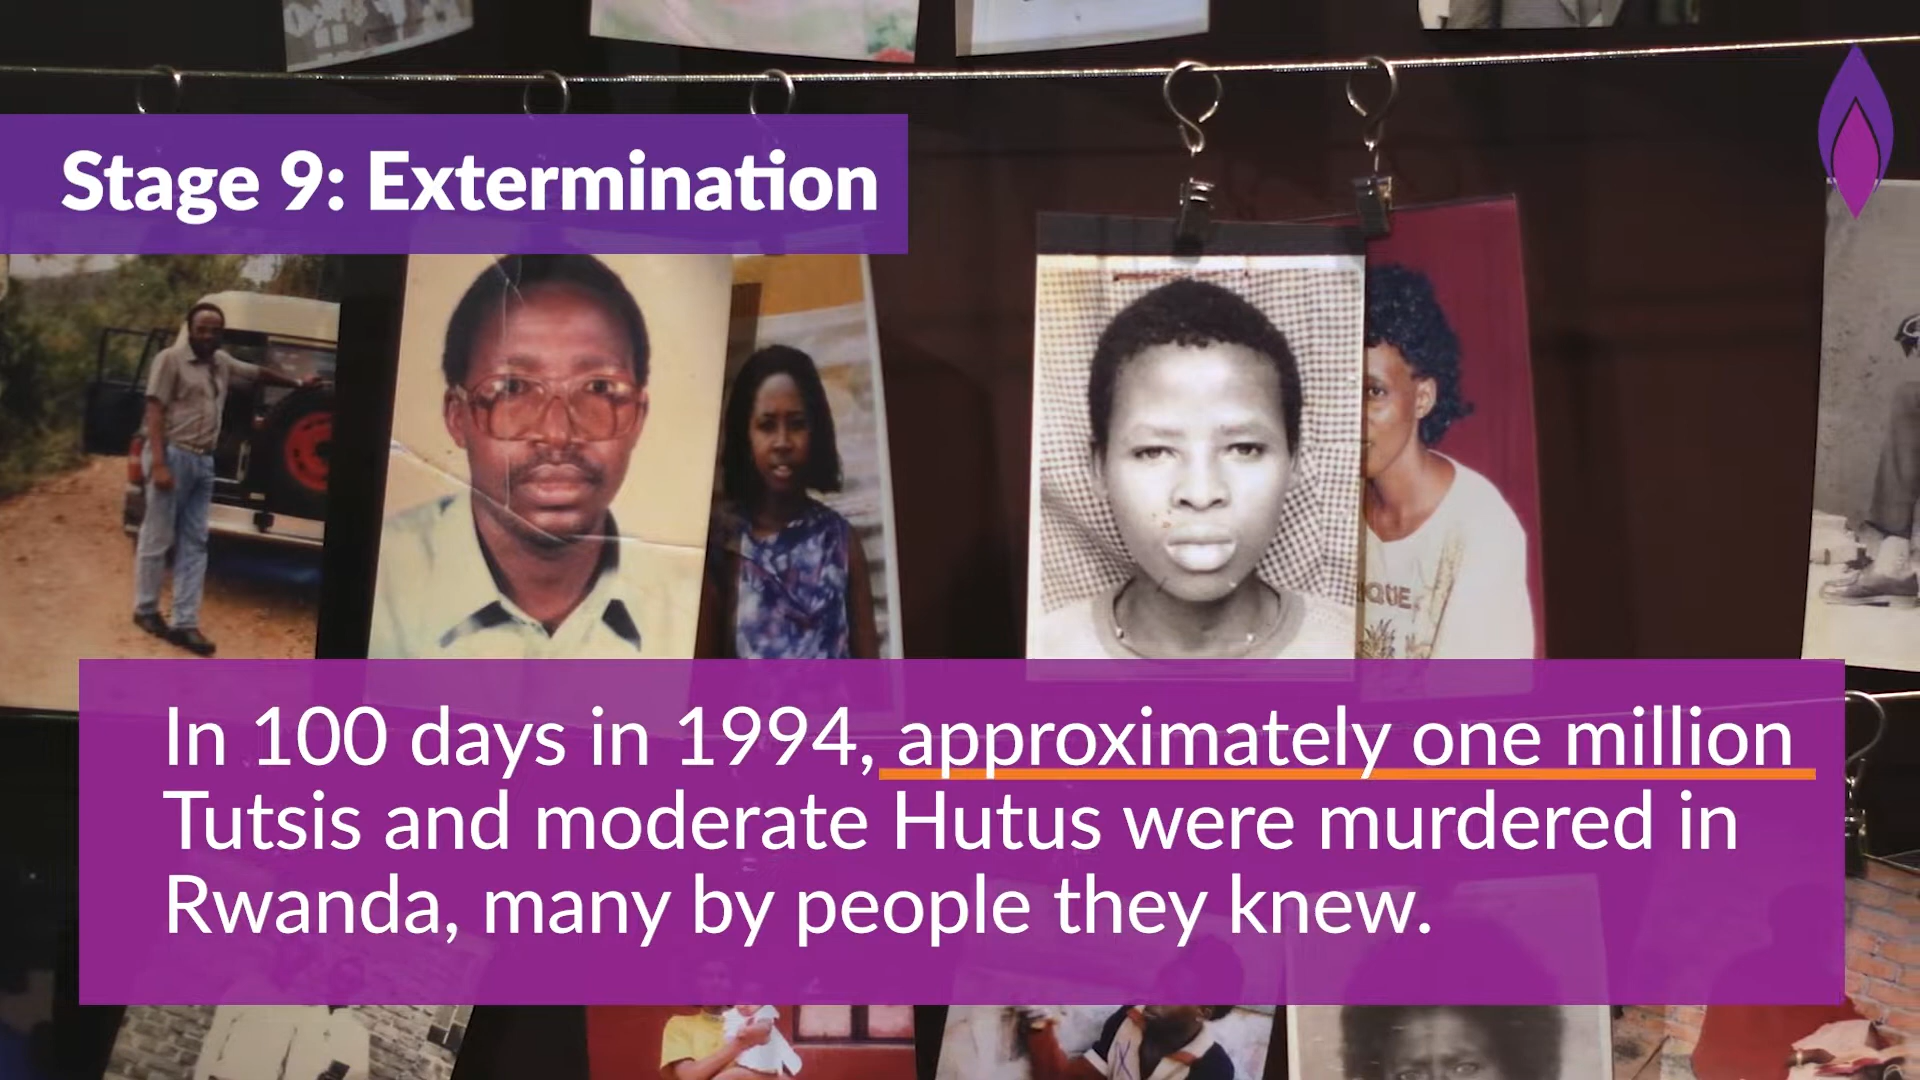 Stage 9: Extermination
QUE
In 100 days in 1994, approximately one million
Tutsis and moderate Hutus were murdered in
Rwanda, many by people they knew.